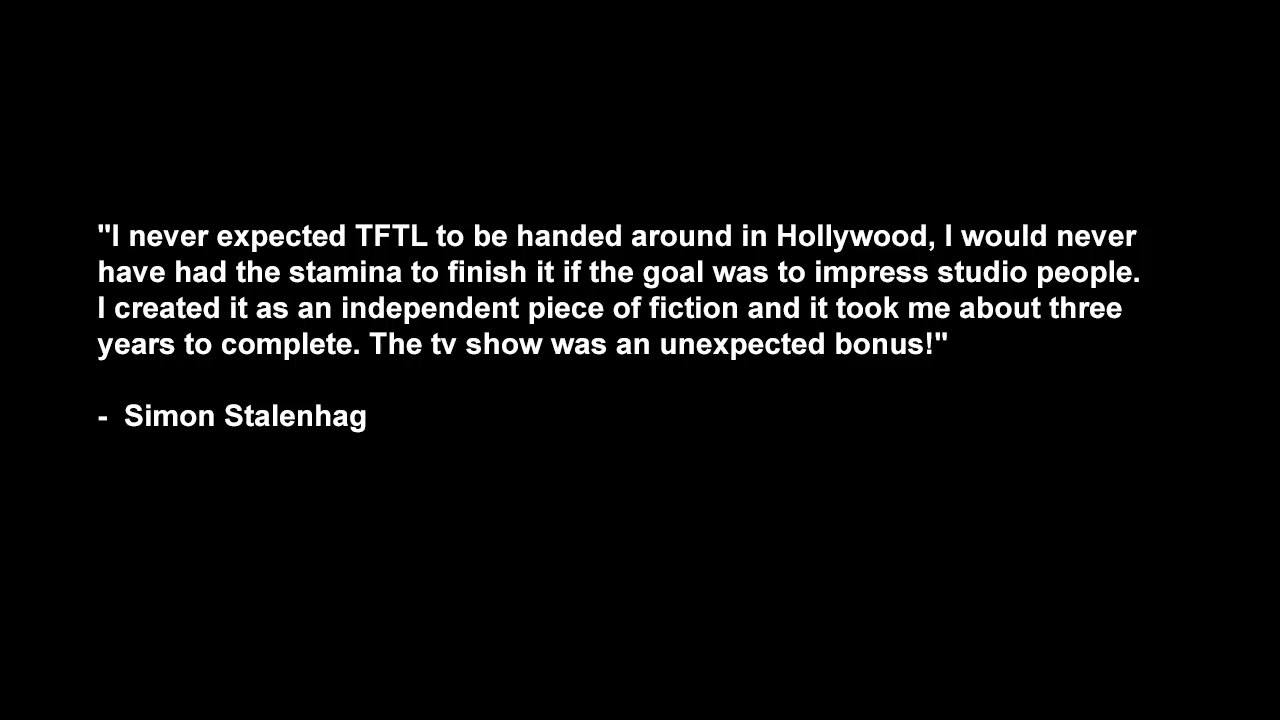 "I never expected TFTL to be handed around in Hollywood, I would never
have had the stamina to finish it if the goal was to impress studio people.
I created it as an independent piece of fiction and it took me about three
years to complete. The tv show was an unexpected bonus!"
- Simon Stalenhag